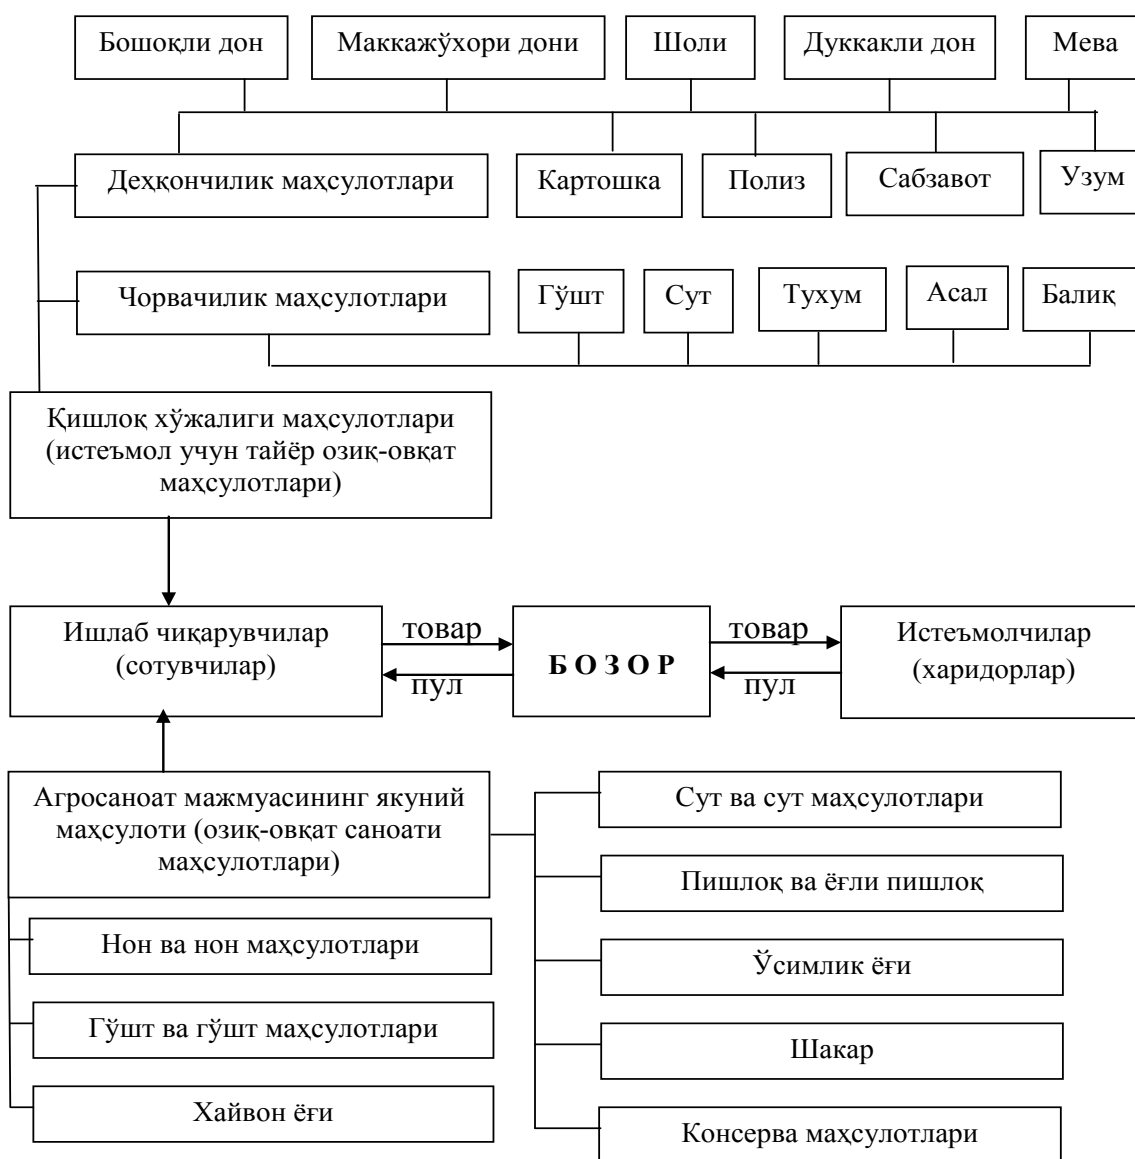 Бошоқли дон
Маккажўхори дони
Шоли
Дуккакли дон
Мева
Деҳқончилик маҳсулотлари
Картошка
Полиз
Сабзавот
Узум
Чорвачилик маҳсулотлари
Гўшт
Сут
Тухум
Асал
Балиқ
Қишлоқ хўжалиги маҳсулотлари
(истеъмол учун тайёр озиқ-овқат
маҳсулотлари)
Ишлаб чиқарувчилар
(сотувчилар)
товар
пул
БОЗОР
товар
пул
Истеъмолчилар
(харидорлар)
Агросаноат мажмуасининг якуний
маҳсулоти (озиқ-овқат саноати
маҳсулотлари)
Нон ва нон маҳсулотлари
Гўшт ва гўшт маҳсулотлари
Хайвон ёғи
Сут ва сут маҳсулотлари
Пишлоқ ва ёғли пишлоқ
Ўсимлик ёғи
Шакар
Консерва маҳсулотлари